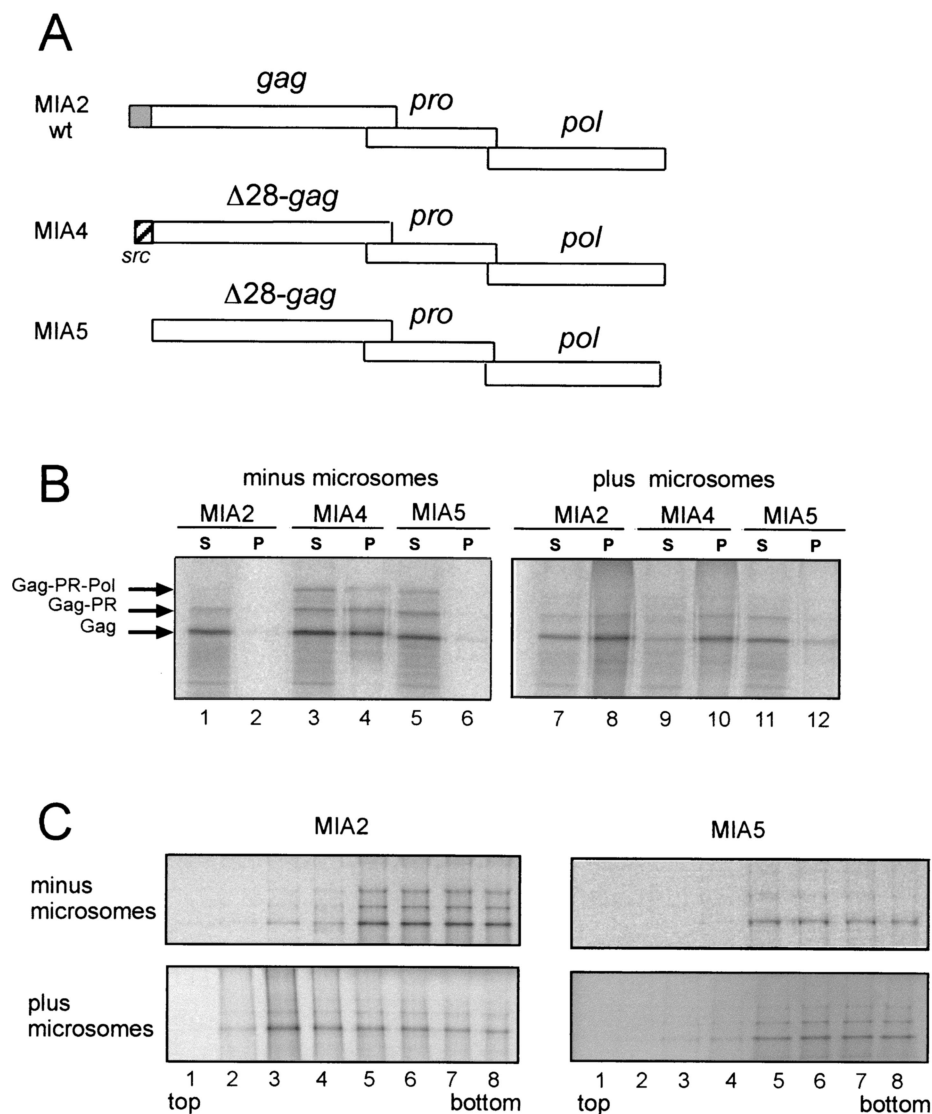 A
MIA2 wt
gag
pro
pol
MIA4
src
Δ28-gag
pro
pol
MIA5
Δ28-gag
pro
pol
B
minus microsomes
plus microsomes
MIA2 MIA4 MIA5 MIA2 MIA4 MIA5
S P S P S P S P S P S P
Gag-PR-Pol
Gag-PR
Gag
1 2 3 4 5 6 7 8 9 10 11 12
C
MIA2 MIA5
minus
microsomes
plus
microsomes
1 2 3 4 5 6 7 8 1 2 3 4 5 6 7 8
top bottom top bottom